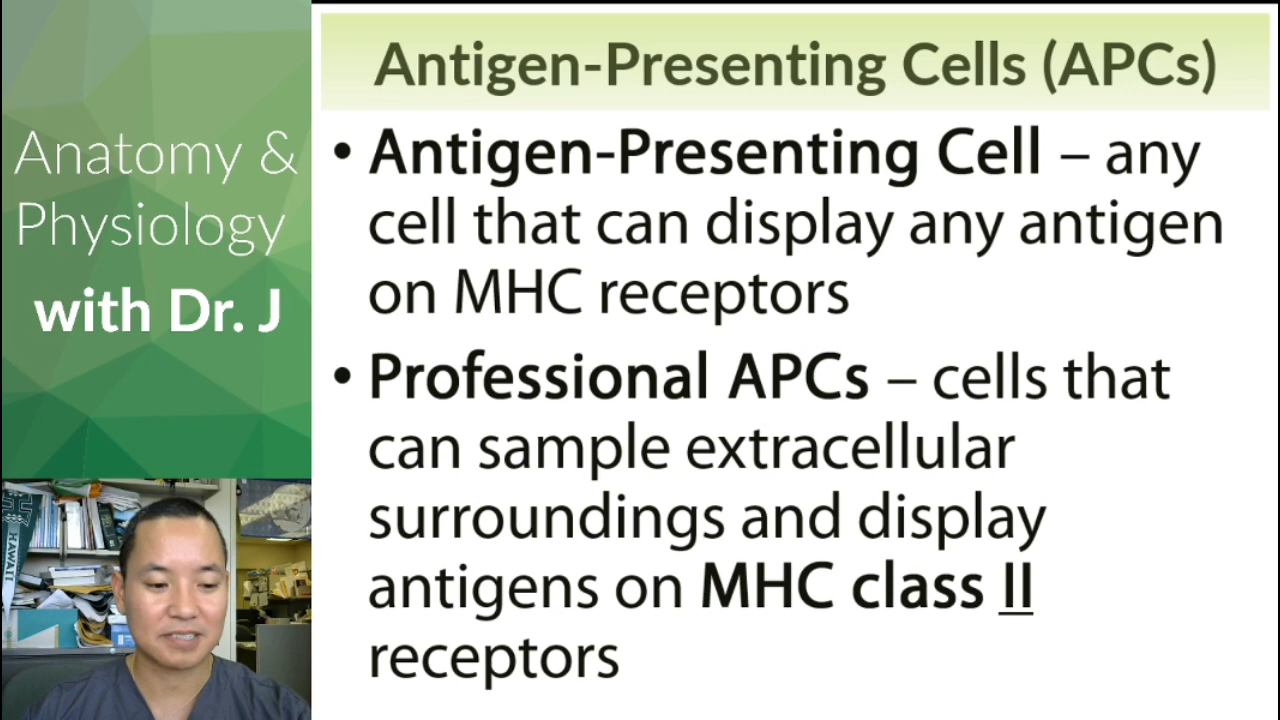 Anatomy &
Physiology
with Dr. J
HAWAII
Antigen-Presenting Cells (APCs)
• Antigen-Presenting Cell – any
cell that can display any antigen
on MHC receptors
• Professional APCs – cells that
can sample extracellular
surroundings and display
antigens on MHC class II
receptors